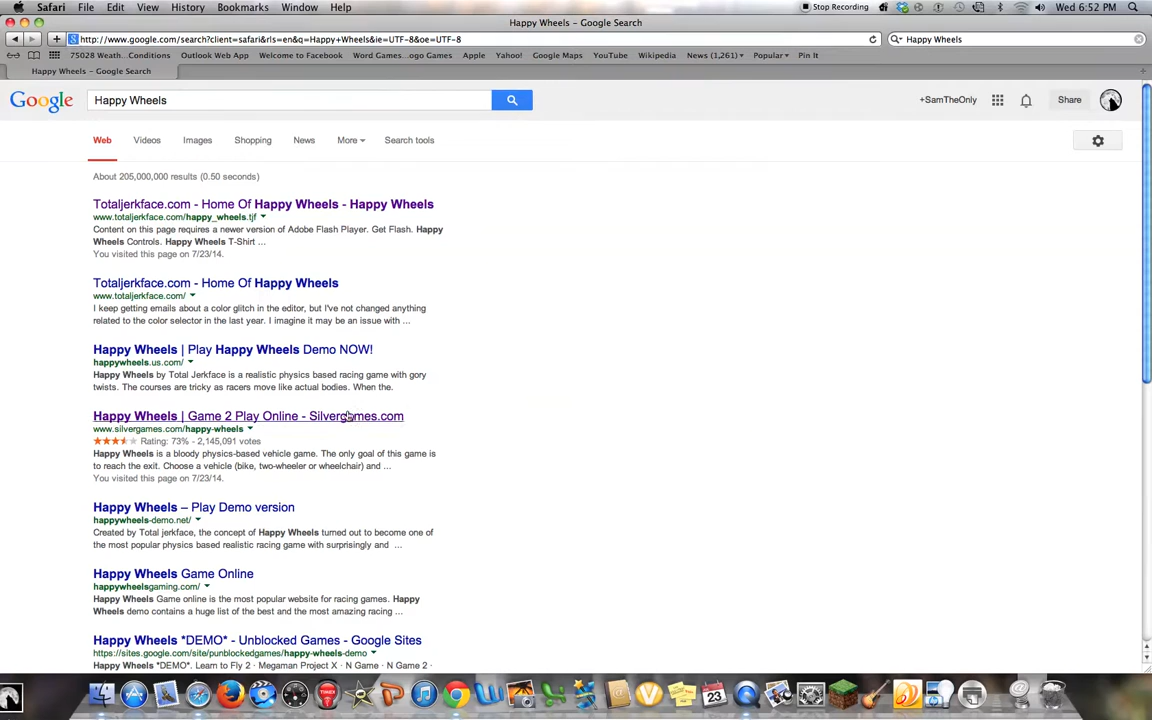 Safari File Edit View History Bookmarks Window Help Stop Recording Wed 6:52 PM
Happy Wheels – Google Search
http://www.google.com/search?client=safari&rls=en&q=Happy+Wheels&ie=UTF-8&oe=UTF-8 Happy Wheels
75028 Weath... Conditions Outlook Web App Welcome to Facebook Word Games...ogo Games Apple Yahoo! Google Maps YouTube Wikipedia News (1,261) Popular Pin It
Happy Wheels – Google Search
Google Happy Wheels +SamTheOnly Share
Web Videos Images Shopping News More Search tools
About 205,000,000 results (0.50 seconds)
Totaljerkface.com - Home Of Happy Wheels - Happy Wheels
www.totaljerkface.com/happy_wheels.tjf
Content on this page requires a newer version of Adobe Flash Player. Get Flash. Happy
Wheels Controls. Happy Wheels T-Shirt ...
You visited this page on 7/23/14.
Totaljerkface.com - Home Of Happy Wheels
www.totaljerkface.com/
I keep getting emails about a color glitch in the editor, but I've not changed anything
related to the color selector in the last year. I imagine it may be an issue with ...
Happy Wheels | Play Happy Wheels Demo NOW!
happywheels.us.com/
Happy Wheels by Total Jerkface is a realistic physics based racing game with gory
twists. The courses are tricky as racers move like actual bodies. When the.
Happy Wheels | Game 2 Play Online - Silvergames.com
www.silvergames.com/happy-wheels
Rating: 73% - 2,145,091 votes
Happy Wheels is a bloody physics-based vehicle game. The only goal of this game is
to reach the exit. Choose a vehicle (bike, two-wheeler or wheelchair) and ...
You visited this page on 7/23/14.
Happy Wheels – Play Demo version
happywheels-demo.net/
Created by Total jerkface, the concept of Happy Wheels turned out to become one of
the most popular physics based realistic racing game with surprisingly and ...
Happy Wheels Game Online
happywheelsgaming.com/
Happy Wheels Game online is the most popular website for racing games. Happy
Wheels demo contains a huge list of the best and the most amazing racing ...
Happy Wheels *DEMO* - Unblocked Games - Google Sites
https://sites.google.com/site/punblockedgames/happy-wheels-demo
Happy Wheels *DEMO*. Learn to Fly 2 · Megaman Project X · N Game · N Game 2 ·
23